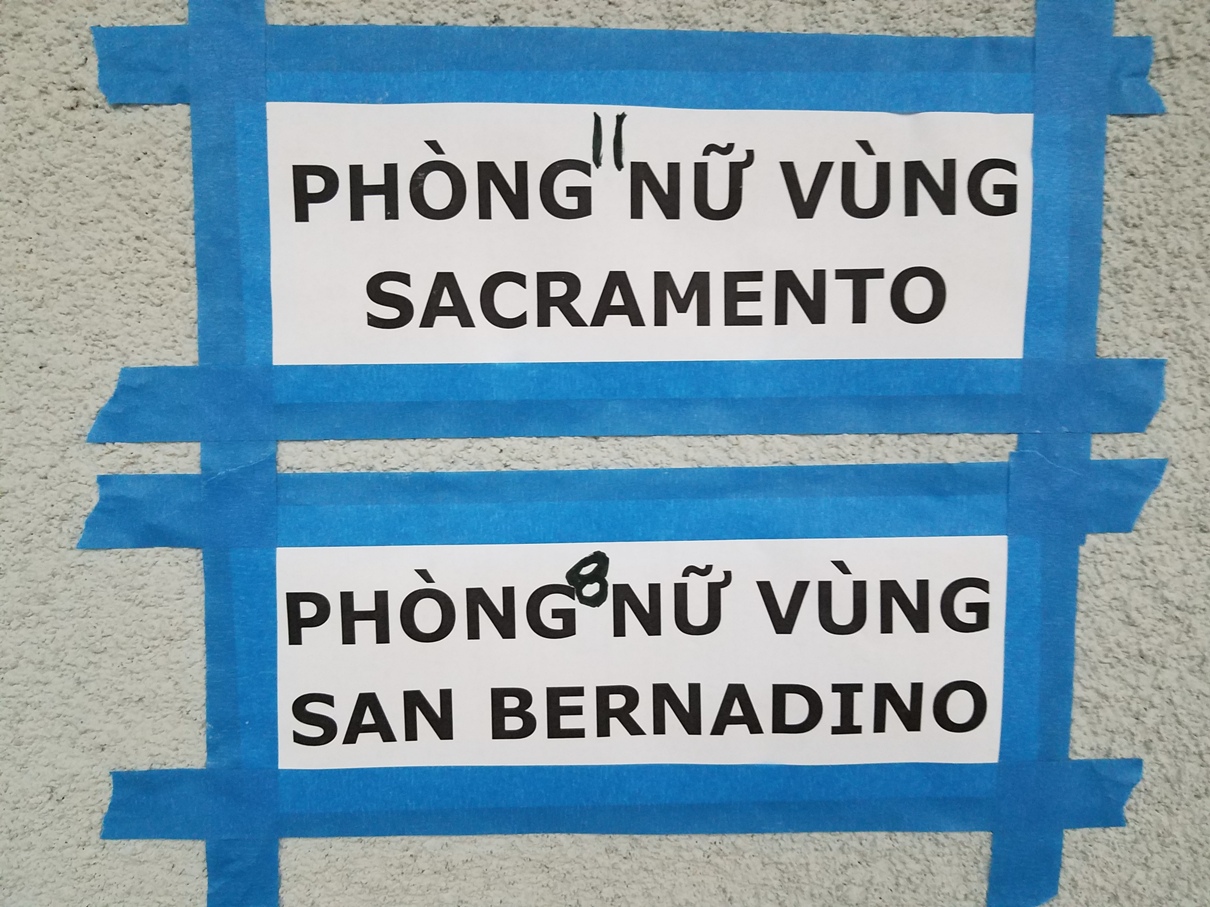 PHÒNG 11 NỮ VÙNG
SACRAMENTO
PHÒNG 8 NỮ VÙNG
SAN BERNADINO